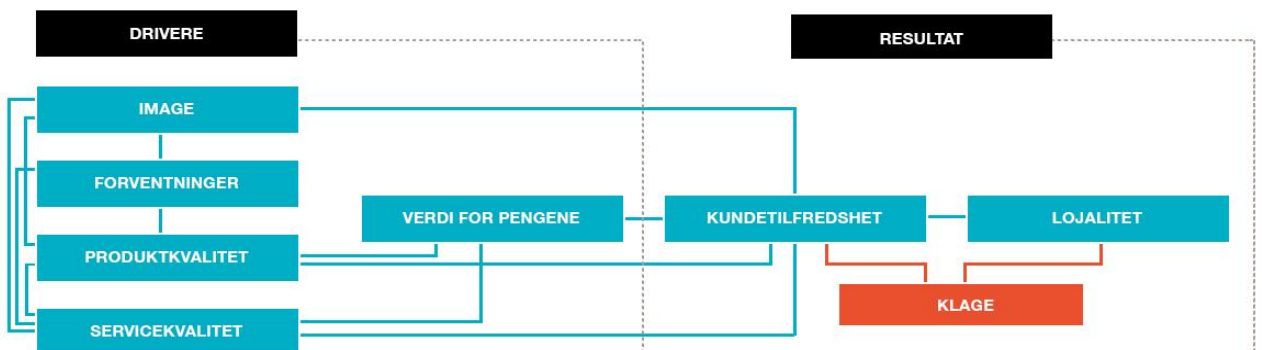 DRIVERE
RESULTAT
IMAGE
FORVENTNINGER
VERDI FOR PENGENE
KUNDETILFREDSHET
LOJALITET
PRODUKTKVALITET
KLAGE
SERVICEKVALITET